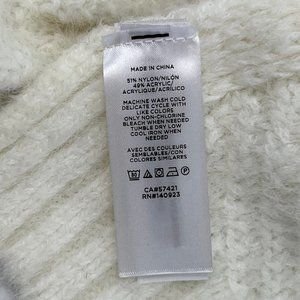 MADE IN CHINA
51% NYLON/NILÓN
49% ACRYLIC/
ACRYLIQUE/ACRÍLICO
MACHINE WASH COLD
DELICATE CYCLE WITH
LIKE COLORS
ONLY NON-CHLORINE
BLEACH WHEN NEEDED
TUMBLE DRY LOW
COOL IRON WHEN
NEEDED
AVEC DES COULEURS
SEMBLABLES/CON
COLORES SIMILARES
CA#57421
RN#140923